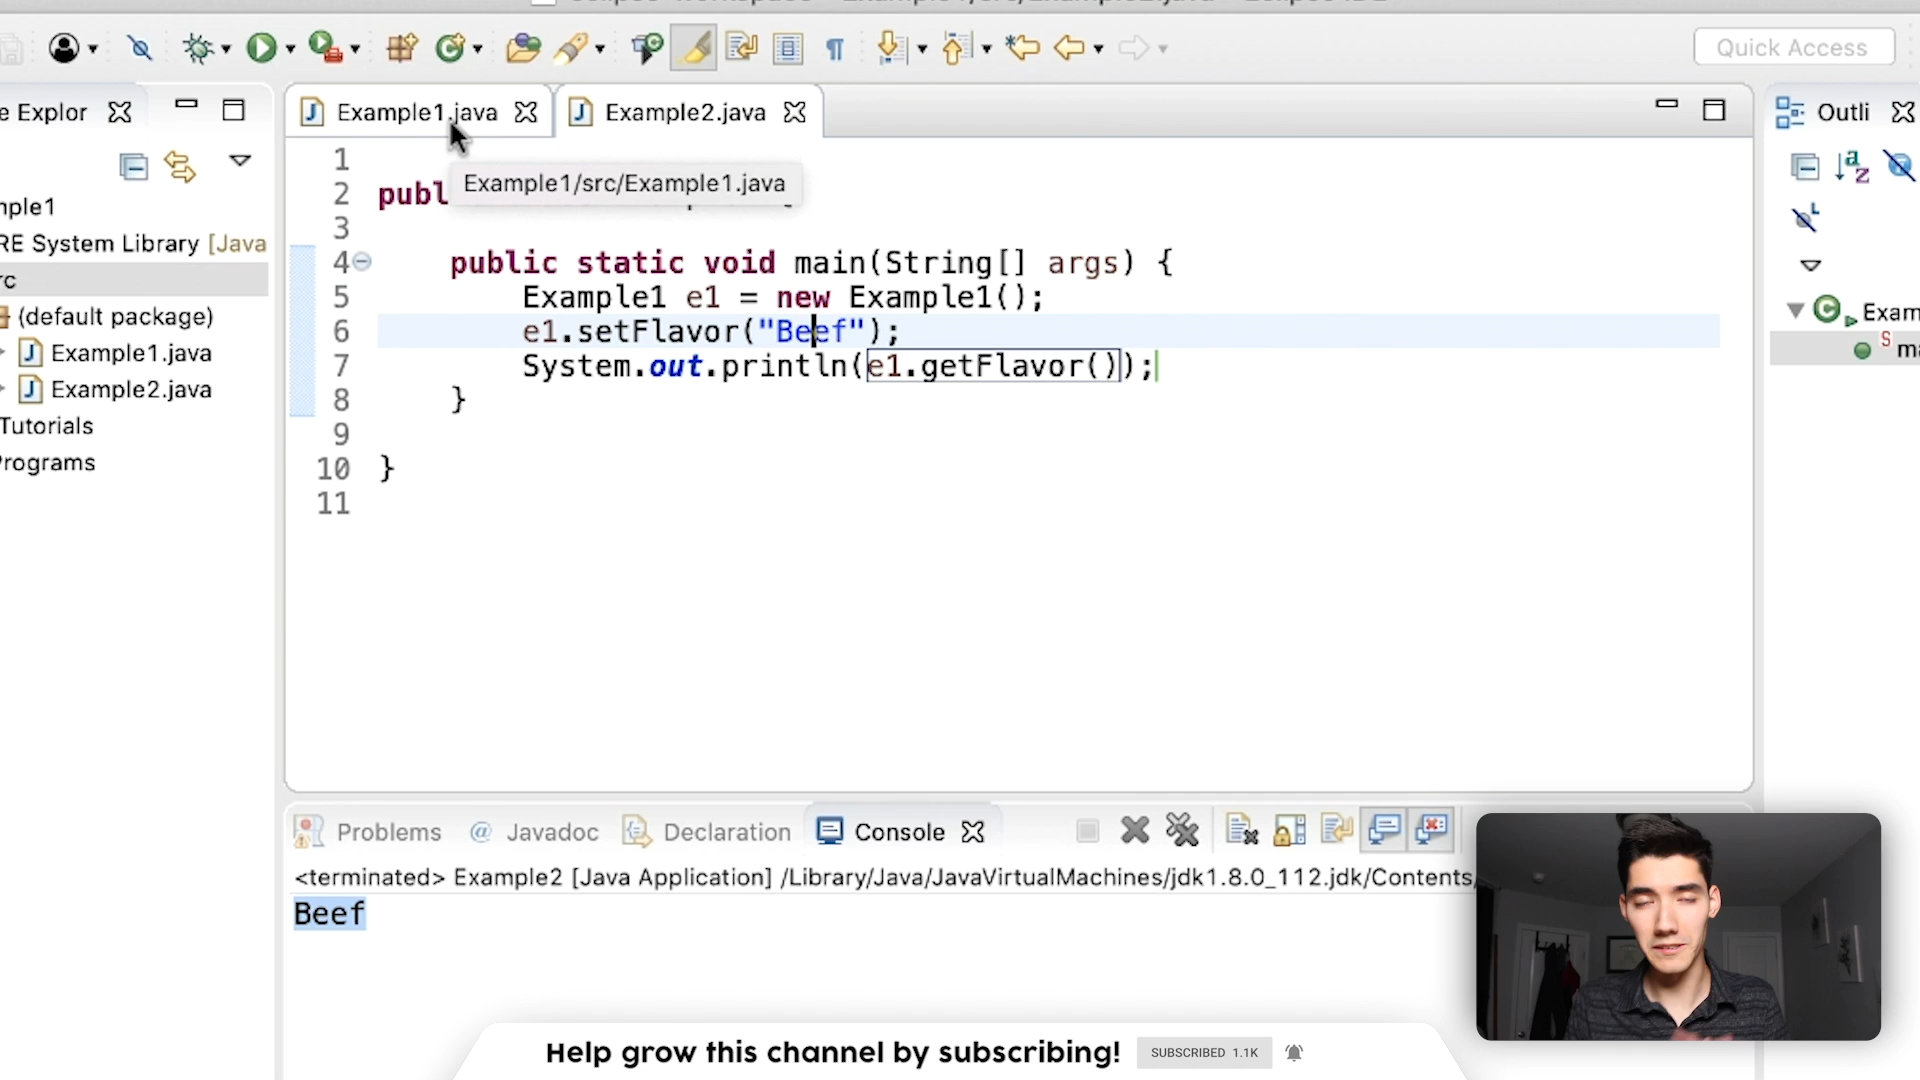 Quick Access
e Explor
Example1.java
Example2.java
Outli
nple1
RE System Library [Java
rc
(default package)
Example1.java
Example2.java
Tutorials
Programs
Example1/src/Example1.java
1
2 publ
3
4 public static void main(String[] args) {
5 Example1 e1 = new Example1();
6 e1.setFlavor("Beef");
7 System.out.println(e1.getFlavor());
8 }
9
10 }
11
Exam
ma
Problems @ Javadoc Declaration Console
<terminated> Example2 [Java Application] /Library/Java/JavaVirtualMachines/jdk1.8.0_112.jdk/Contents/
Beef
Help grow this channel by subscribing! SUBSCRIBED 1.1K